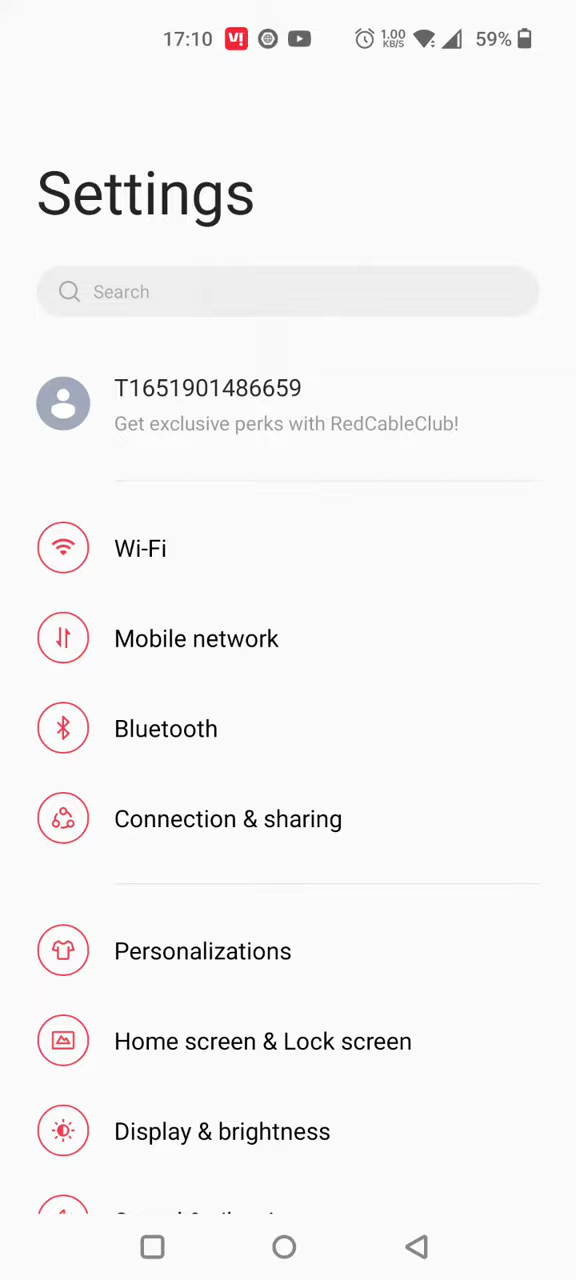 17:10 V! 1.00 KB/S 59%
Settings
Search
T1651901486659
Get exclusive perks with RedCableClub!
Wi-Fi
Mobile network
Bluetooth
Connection & sharing
Personalizations
Home screen & Lock screen
Display & brightness